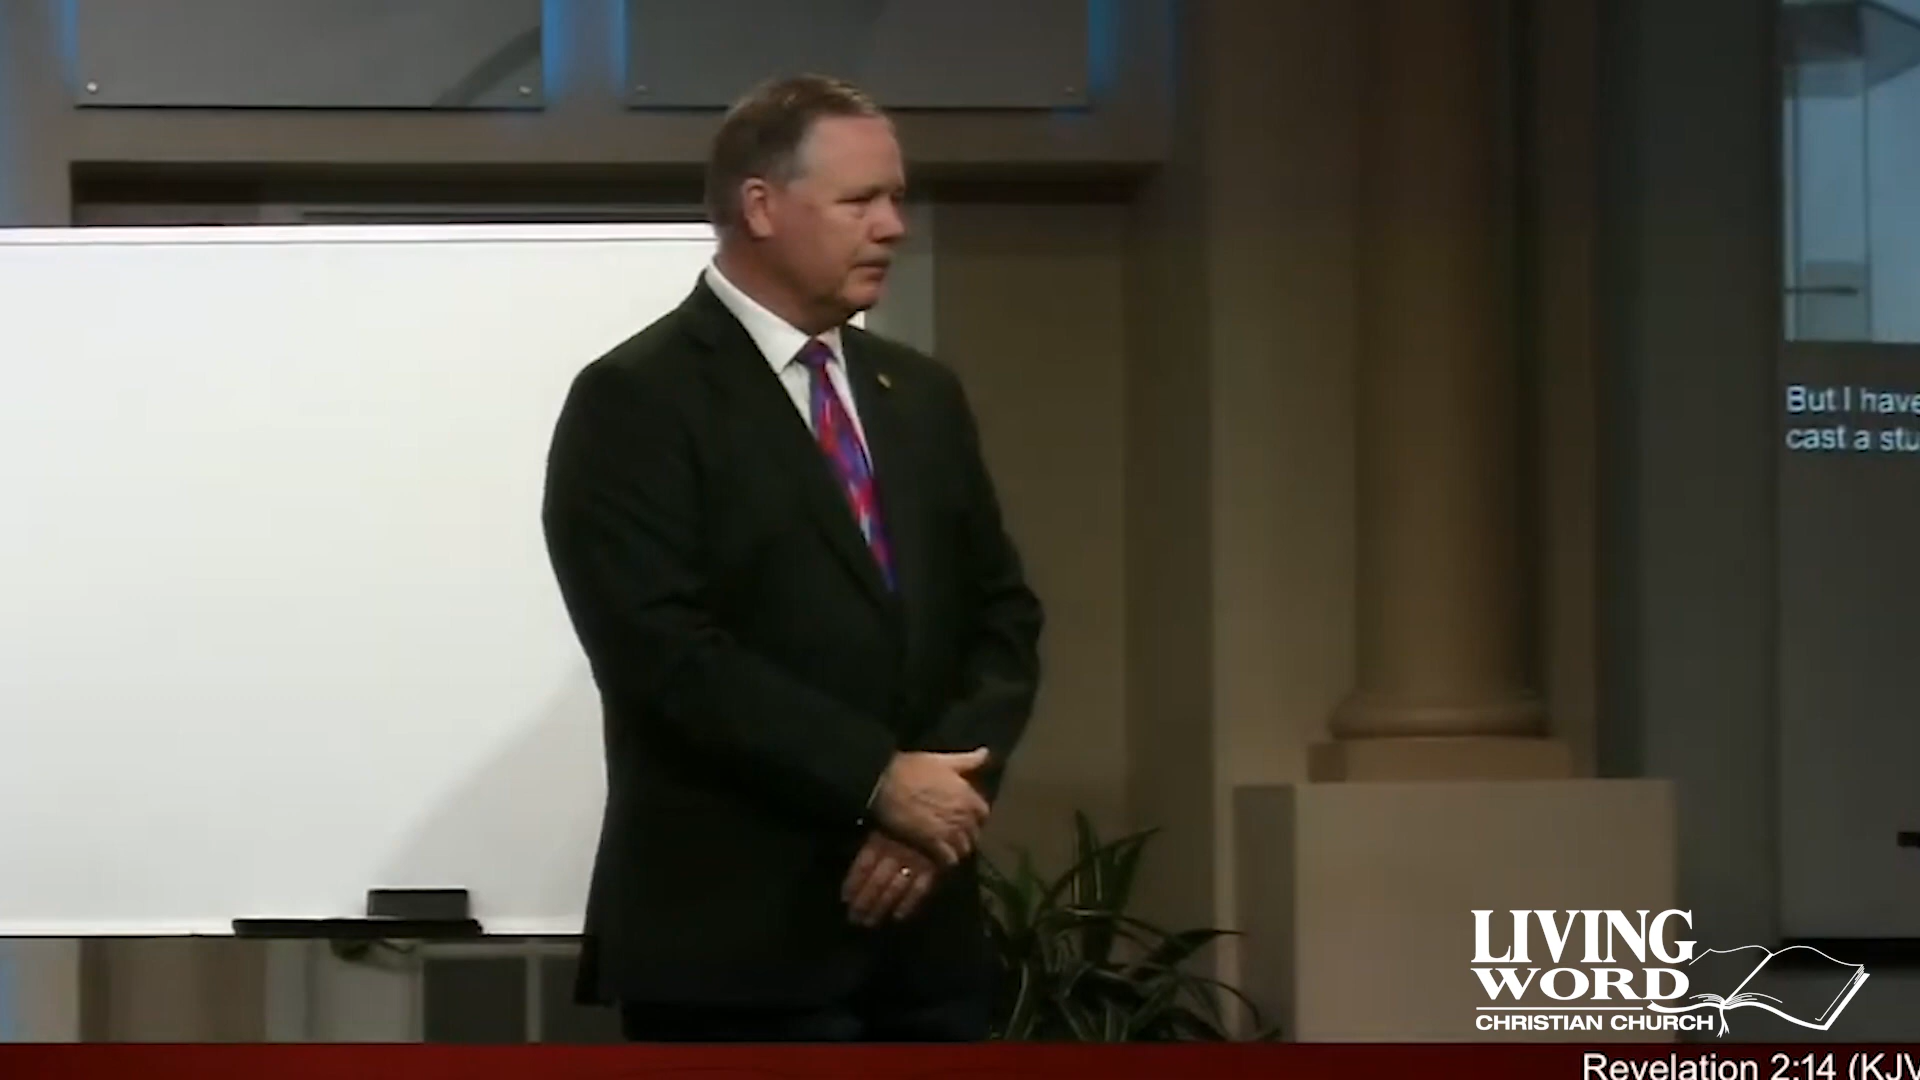 But I have
cast a stu
LIVING
WORD
CHRISTIAN CHURCH
Revelation 2:14 (KJV